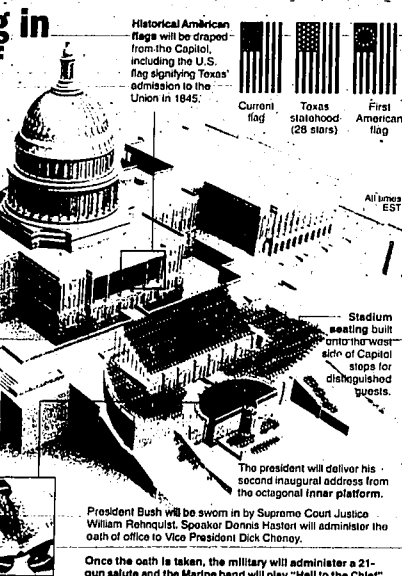 g in
Historical American
flags will be draped
from the Capitol,
including the U.S.
flag signifying Texas'
admission to the
Union in 1845.
Current
flag
Texas
statehood
(28 stars)
First
American
flag
All times
EST
Stadium
seating built
onto the west
side of Capitol
steps for
distinguished
guests.
The president will deliver his
second inaugural address from
the octagonal innar platform.
President Bush will be sworn in by Supreme Court Justice
William Rehnquist. Speaker Dennis Hastert will administer the
oath of office to Vice President Dick Cheney.
Once the oath is taken, the military will administer a 21-
gun salute and the Marine band will play "Hail to the Chief"